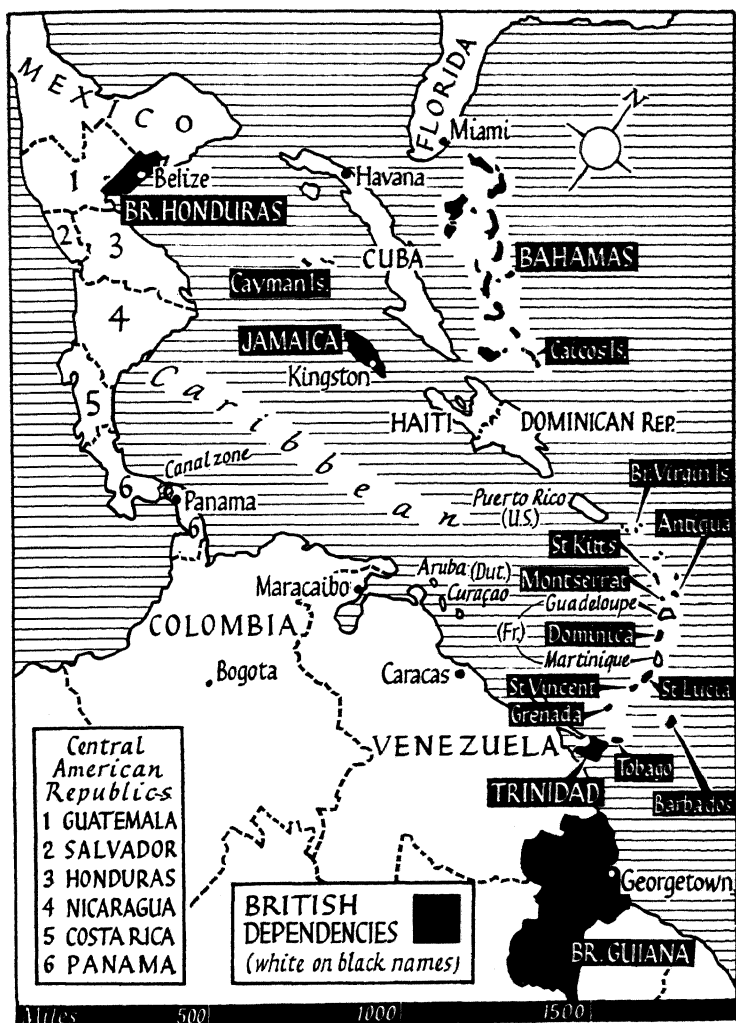 MEXICO
FLORIDA
N
Miami
1
Belize
Havana
BR. HONDURAS
2
3
CUBA
BAHAMAS
Cayman Is.
4
JAMAICA
Caicos Is
Kingston
5
Caribbean
HAITI
DOMINICAN REP.
Canal zone
6
Panama
6
Puerto Rico
(U.S.)
Br. Virgin Is.
Antigua
St Kitts
Aruba (Dut.)
Montserrat
Maracaibo
Curaçao
Guadeloupe
COLOMBIA
(Fr.)
Dominica
Martinique
Bogota
Caracas
St Vincent
St Lucia
Grenada
VENEZUELA
Tobago
TRINIDAD
Barbados
Georgetown
BR. GUIANA
Central
American
Republics
1 GUATEMALA
2 SALVADOR
3 HONDURAS
4 NICARAGUA
5 COSTA RICA
6 PANAMA
BRITISH
DEPENDENCIES
(white on black names)
Miles 500 1000 1500